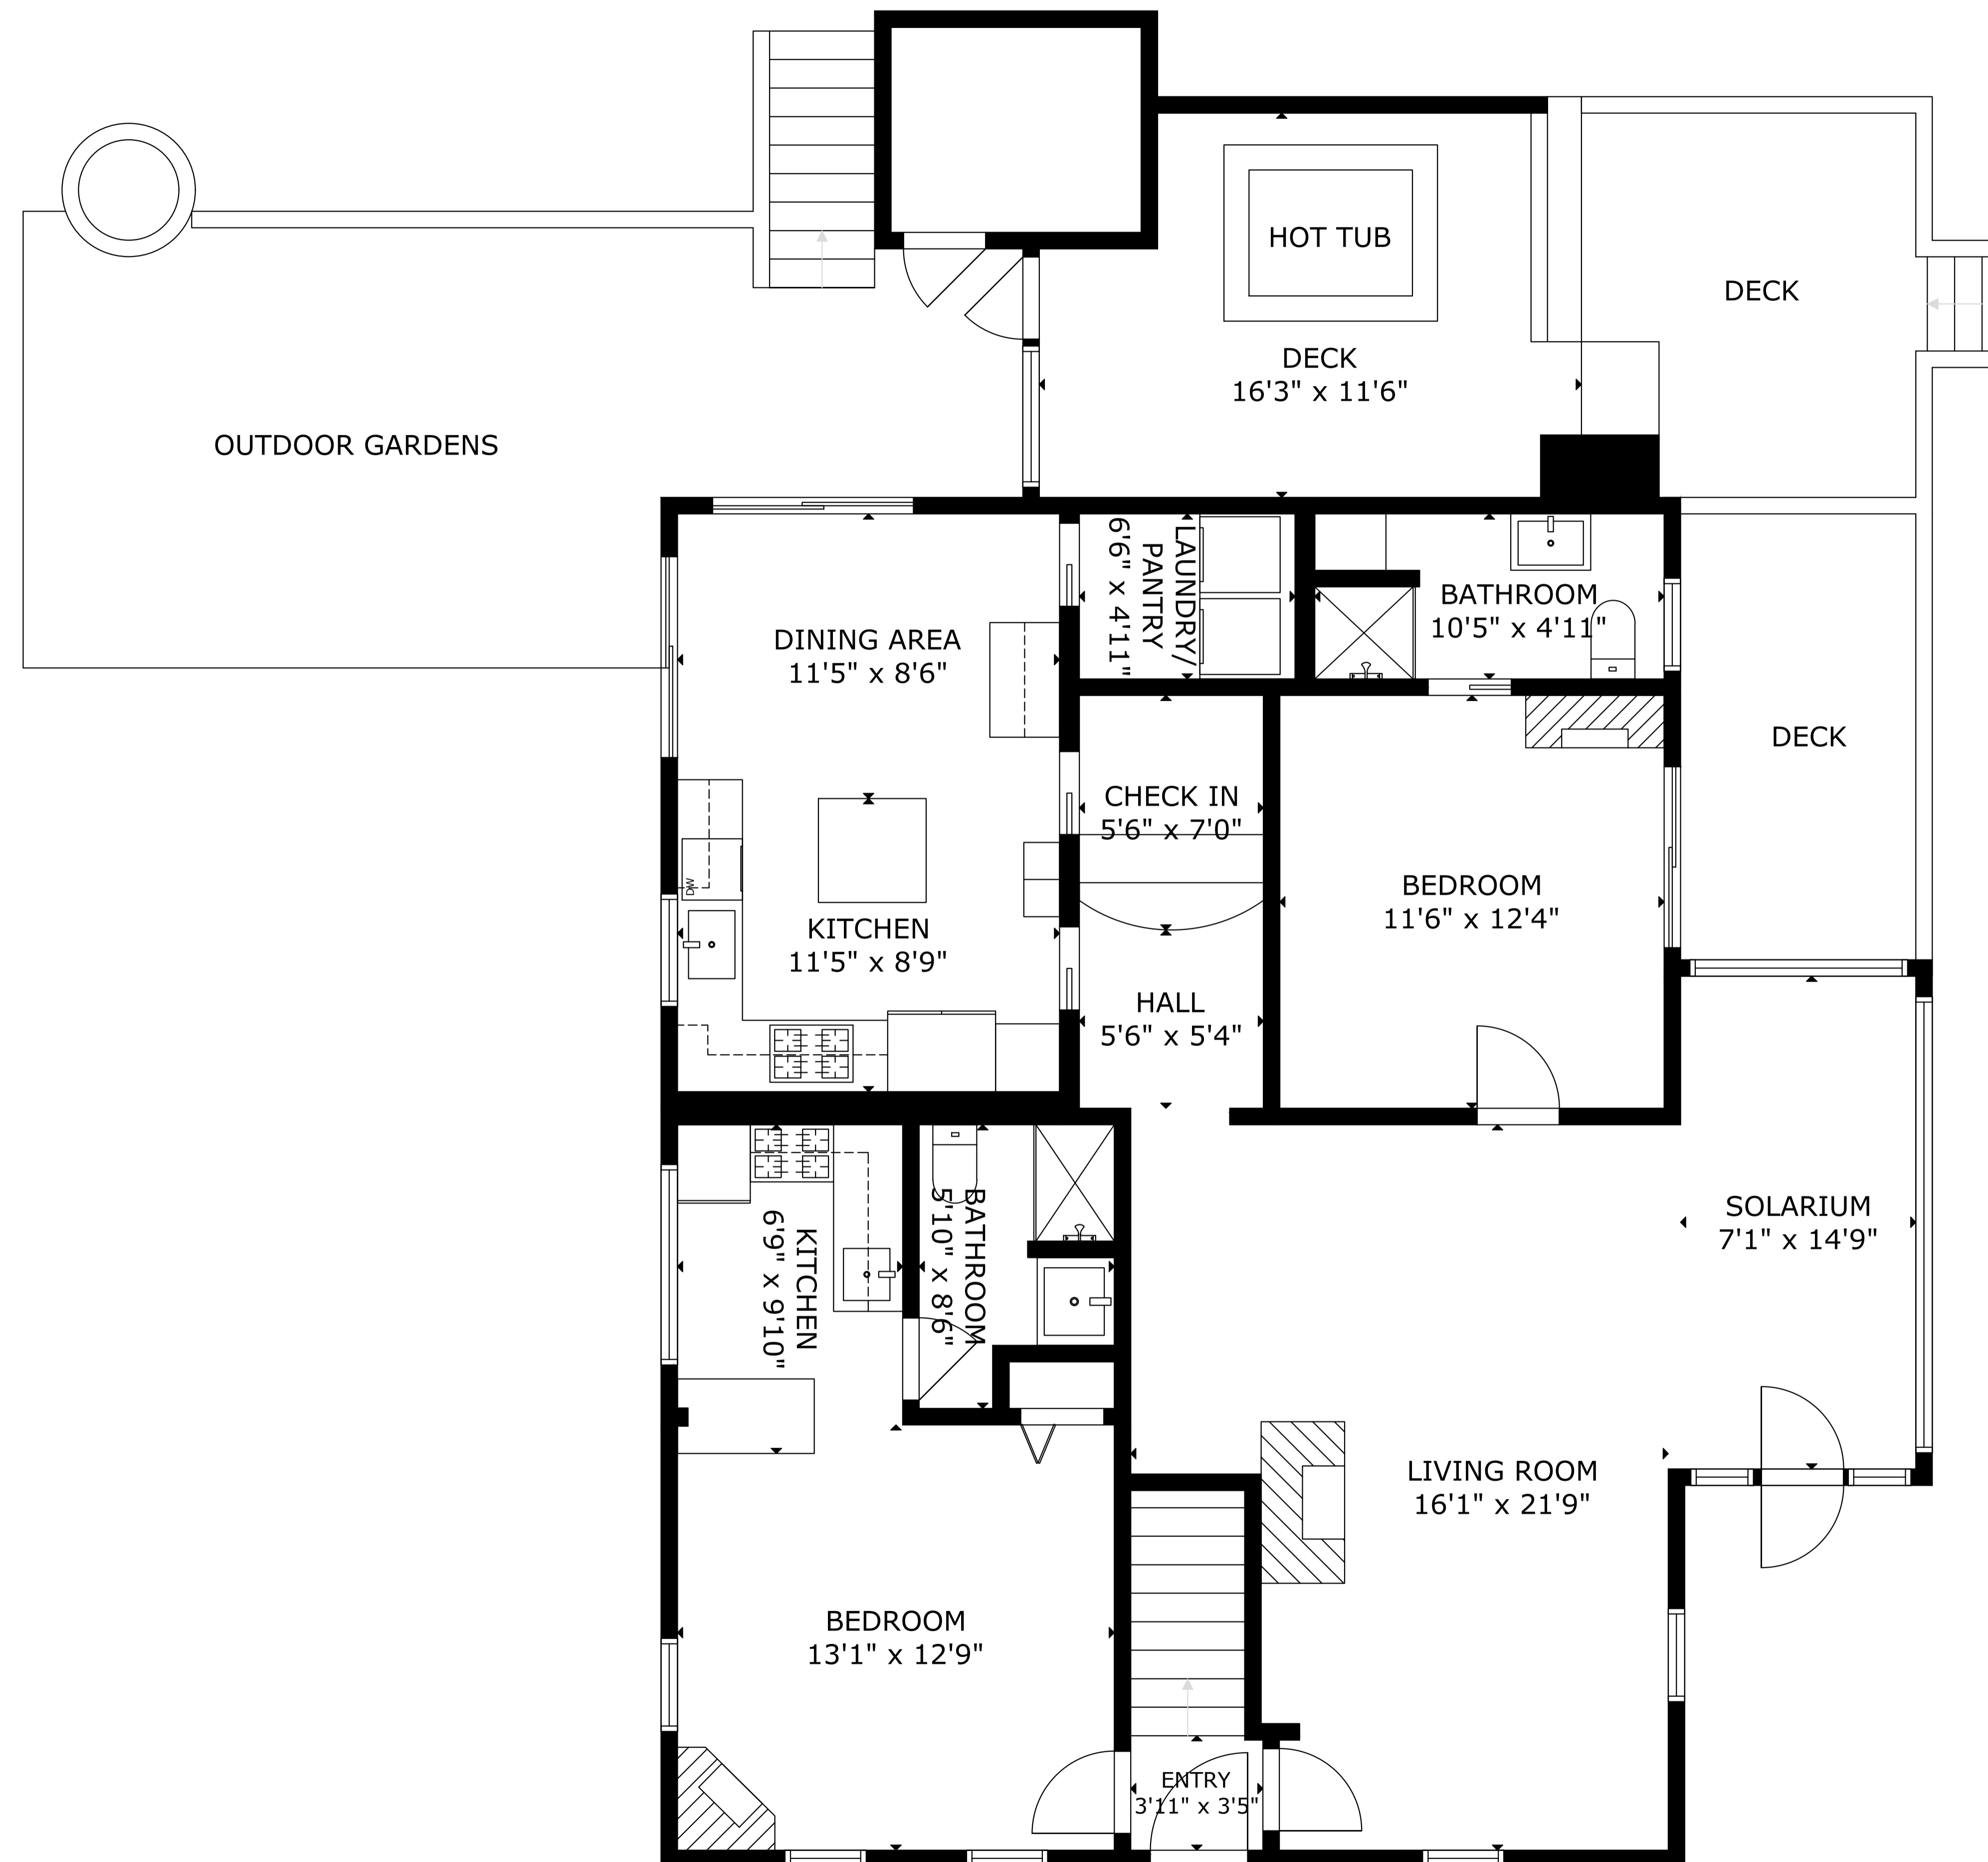 HOT TUB
DECK
DECK
16'3" x 11'6"
OUTDOOR GARDENS
LAUNDRY/
PANTRY
6'6" x 4'11"
BATHROOM
10'5" x 4'11"
DINING AREA
11'5" x 8'6"
DECK
CHECK IN
5'6" x 7'0"
DW
BEDROOM
11'6" x 12'4"
KITCHEN
11'5" x 8'9"
HALL
5'6" x 5'4"
SOLARIUM
7'1" x 14'9"
KITCHEN
6'9" x 9'10"
BATHROOM
5'10" x 8'6"
LIVING ROOM
16'1" x 21'9"
BEDROOM
13'1" x 12'9"
ENTRY
3'11" x 3'5"